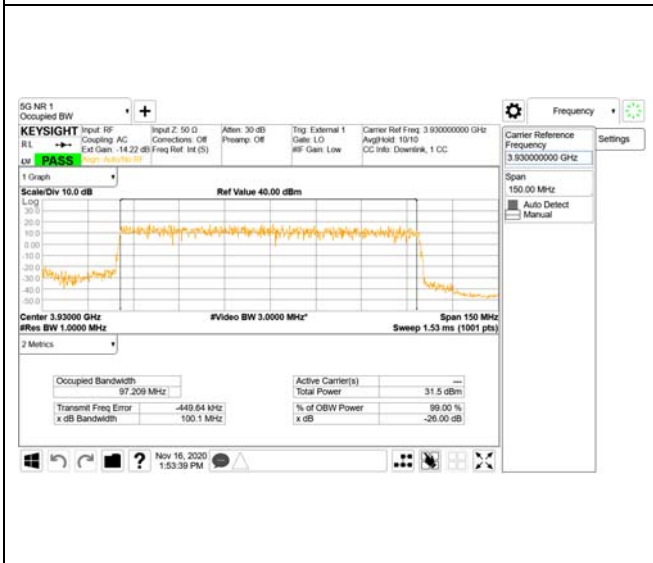 5G NR 1
Occupied BW
Frequency
KEYSIGHT Input: RF Input Z: 50 Ω Atten: 30 dB Trig: External 1 Carrier Ref Freq: 3.930000000 GHz
RL Coupling: AC Corrections: Off Preamp: Off Gate: LO Avg|Hold: 10/10
Ext Gain: -14.22 dB Freq Ref: Int (S) #IF Gain: Low CC Info: Downlink, 1 CC
PASS Align: Auto/No RF
Carrier Reference Frequency
3.930000000 GHz
Settings
Span
150.00 MHz
Auto Detect
Manual
1 Graph
Scale/Div 10.0 dB Ref Value 40.00 dBm
Log
30.0
20.0
10.0
0.00
-10.0
-20.0
-30.0
-40.0
-50.0
Center 3.93000 GHz #Video BW 3.0000 MHz* Span 150 MHz
#Res BW 1.0000 MHz Sweep 1.53 ms (1001 pts)
2 Metrics
Occupied Bandwidth Active Carrier(s) ---
97.209 MHz Total Power 31.5 dBm
Transmit Freq Error -449.64 kHz % of OBW Power 99.00 %
x dB Bandwidth 100.1 MHz x dB -26.00 dB
Nov 16, 2020
1:53:39 PM